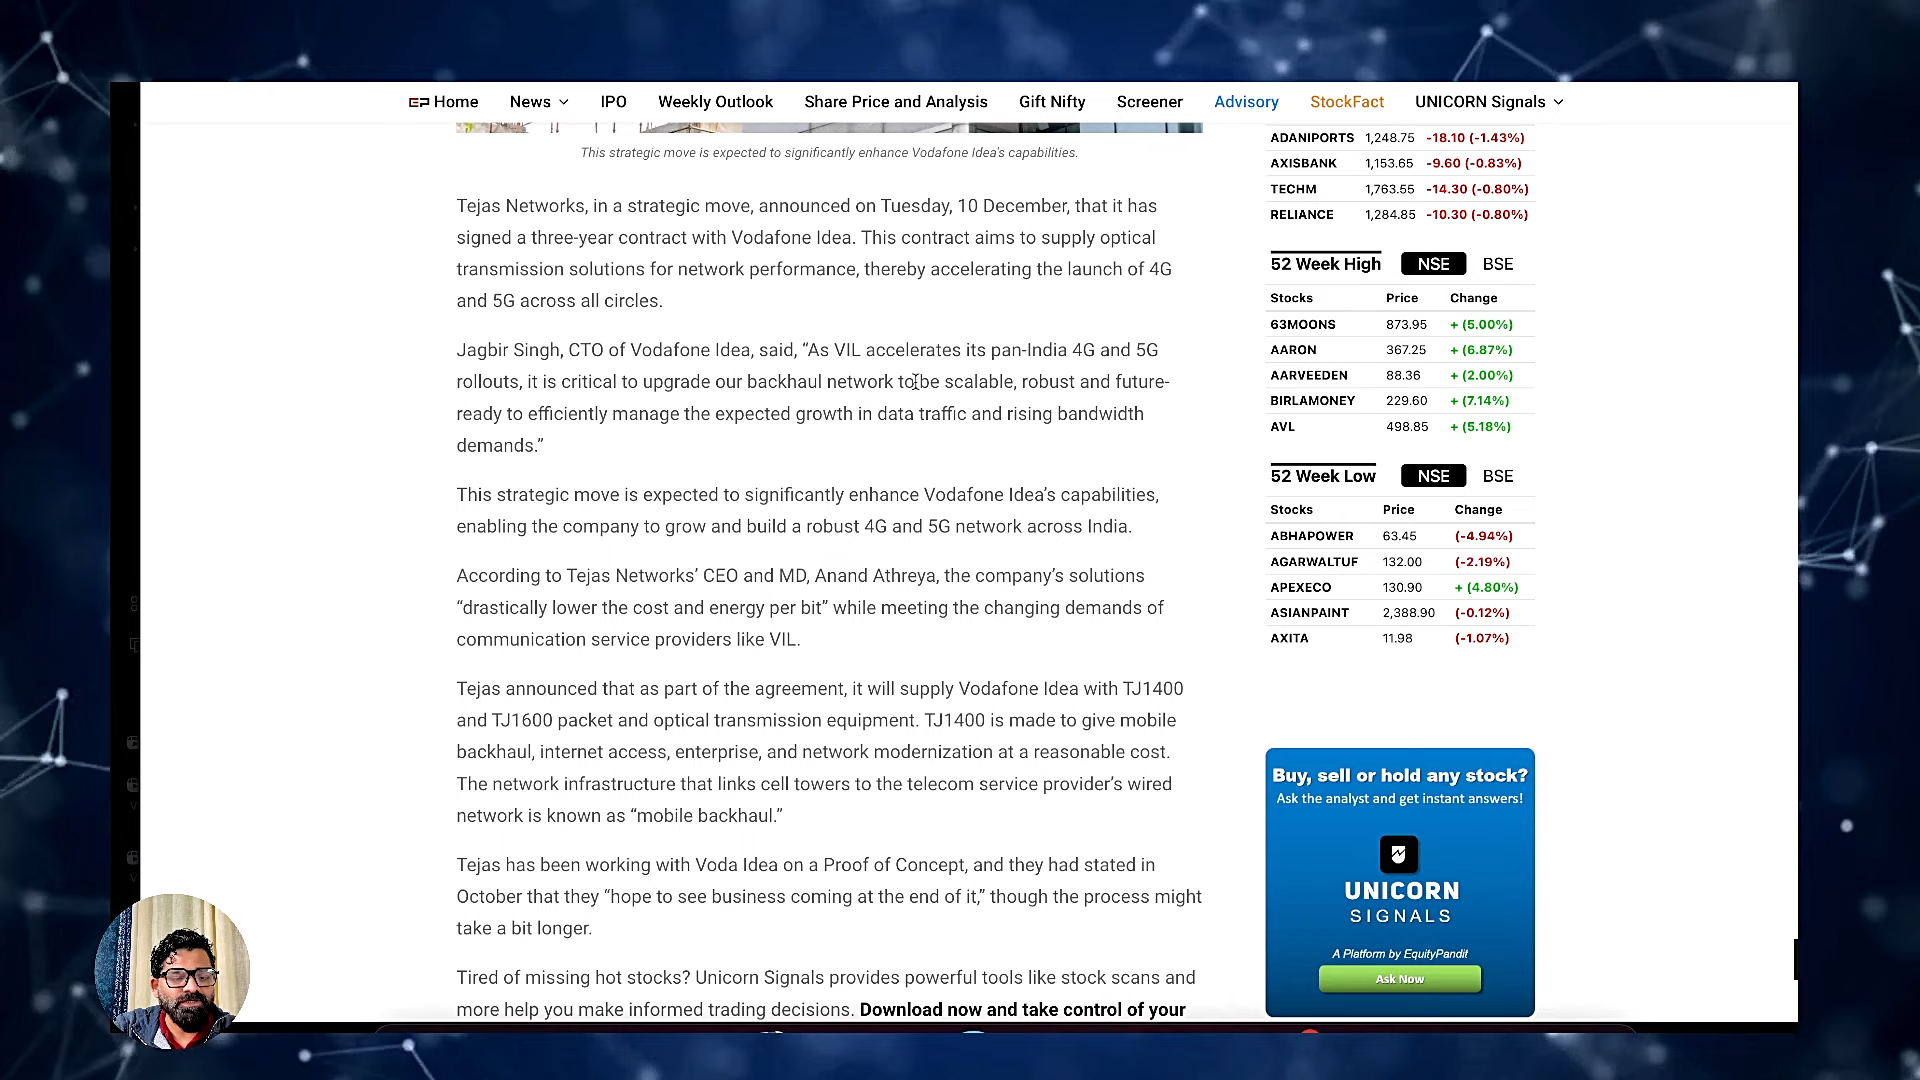 Home News IPO Weekly Outlook Share Price and Analysis Gift Nifty Screener Advisory StockFact UNICORN Signals
This strategic move is expected to significantly enhance Vodafone Idea's capabilities.
Tejas Networks, in a strategic move, announced on Tuesday, 10 December, that it has
signed a three-year contract with Vodafone Idea. This contract aims to supply optical
transmission solutions for network performance, thereby accelerating the launch of 4G
and 5G across all circles.
Jagbir Singh, CTO of Vodafone Idea, said, “As VIL accelerates its pan-India 4G and 5G
rollouts, it is critical to upgrade our backhaul network to be scalable, robust and future-
ready to efficiently manage the expected growth in data traffic and rising bandwidth
demands.”
This strategic move is expected to significantly enhance Vodafone Idea’s capabilities,
enabling the company to grow and build a robust 4G and 5G network across India.
According to Tejas Networks’ CEO and MD, Anand Athreya, the company’s solutions
“drastically lower the cost and energy per bit” while meeting the changing demands of
communication service providers like VIL.
Tejas announced that as part of the agreement, it will supply Vodafone Idea with TJ1400
and TJ1600 packet and optical transmission equipment. TJ1400 is made to give mobile
backhaul, internet access, enterprise, and network modernization at a reasonable cost.
The network infrastructure that links cell towers to the telecom service provider’s wired
network is known as “mobile backhaul.”
Tejas has been working with Voda Idea on a Proof of Concept, and they had stated in
October that they “hope to see business coming at the end of it,” though the process might
take a bit longer.
Tired of missing hot stocks? Unicorn Signals provides powerful tools like stock scans and
more help you make informed trading decisions. Download now and take control of your
ADANIPORTS 1,248.75 -18.10 (-1.43%)
AXISBANK 1,153.65 -9.60 (-0.83%)
TECHM 1,763.55 -14.30 (-0.80%)
RELIANCE 1,284.85 -10.30 (-0.80%)
52 Week High NSE BSE
Stocks Price Change
63MOONS 873.95 + (5.00%)
AARON 367.25 + (6.87%)
AARVEEDEN 88.36 + (2.00%)
BIRLAMONEY 229.60 + (7.14%)
AVL 498.85 + (5.18%)
52 Week Low NSE BSE
Stocks Price Change
ABHAPOWER 63.45 (-4.94%)
AGARWALTUF 132.00 (-2.19%)
APEXECO 130.90 + (4.80%)
ASIANPAINT 2,388.90 (-0.12%)
AXITA 11.98 (-1.07%)
Buy, sell or hold any stock?
Ask the analyst and get instant answers!
UNICORN
SIGNALS
A Platform by EquityPandit
Ask Now